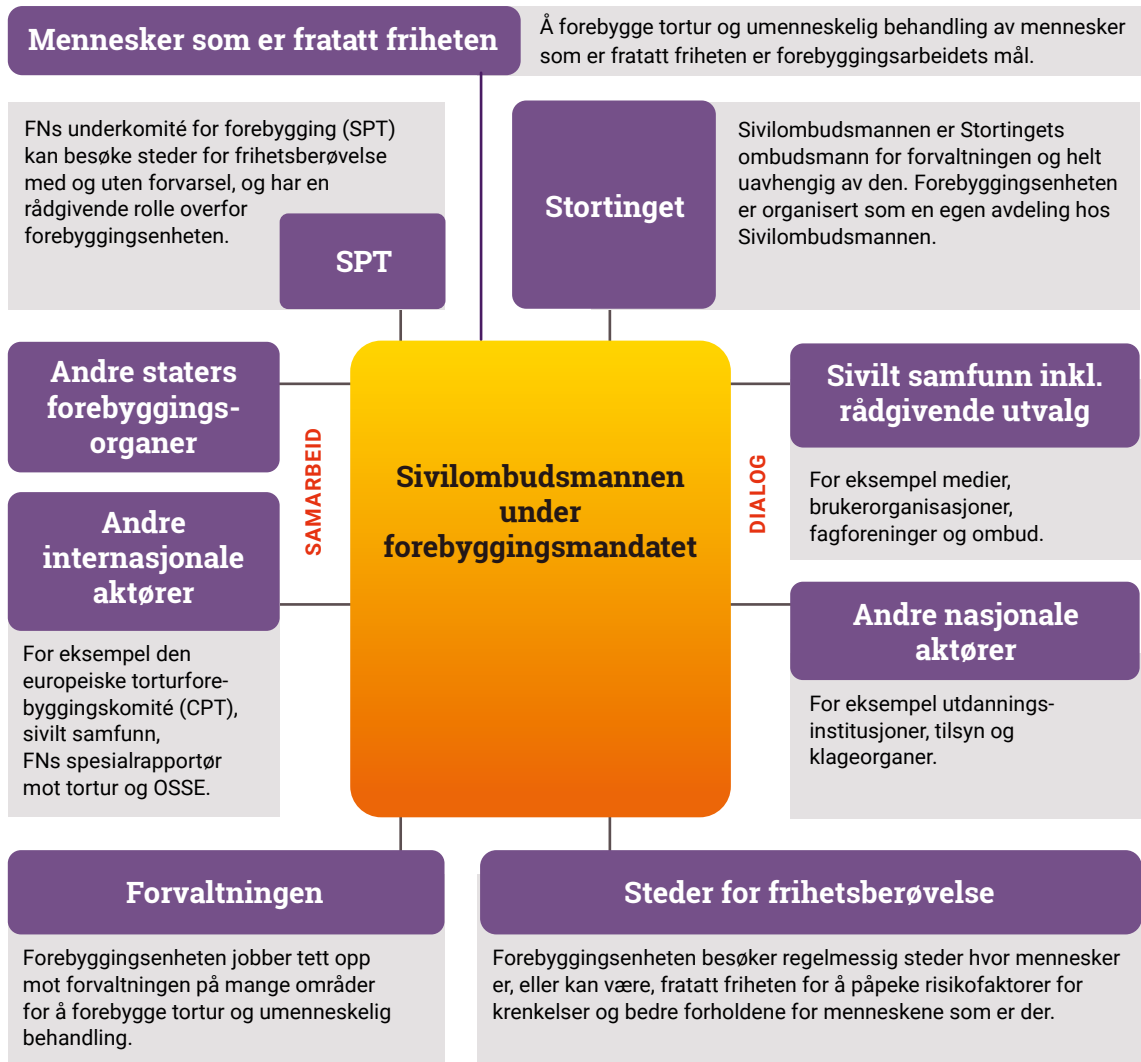 Mennesker som er fratatt friheten
Å forebygge tortur og umenneskelig behandling av mennesker
som er fratatt friheten er forebyggingsarbeidets mål.
FNs underkomité for forebygging (SPT)
kan besøke steder for frihetsberøvelse
med og uten forvarsel, og har en
rådgivende rolle overfor
forebyggingsenheten.
SPT
Stortinget
Sivilombudsmannen er Stortingets
ombudsmann for forvaltningen og helt
uavhengig av den. Forebyggingsenheten
er organisert som en egen avdeling hos
Sivilombudsmannen.
Andre staters
forebyggings-
organer
SAMARBEID
Andre
internasjonale
aktører
For eksempel den
europeiske torturfore-
byggingskomité (CPT),
sivilt samfunn,
FNs spesialrapportør
mot tortur og OSSE.
Sivilombudsmannen
under
forebyggingsmandatet
DIALOG
Sivilt samfunn inkl.
rådgivende utvalg
For eksempel medier,
brukerorganisasjoner,
fagforeninger og ombud.
Andre nasjonale
aktører
For eksempel utdannings-
institusjoner, tilsyn og
klageorganer.
Forvaltningen
Forebyggingsenheten jobber tett opp
mot forvaltningen på mange områder
for å forebygge tortur og umenneskelig
behandling.
Steder for frihetsberøvelse
Forebyggingsenheten besøker regelmessig steder hvor mennesker
er, eller kan være, fratatt friheten for å påpeke risikofaktorer for
krenkelser og bedre forholdene for menneskene som er der.